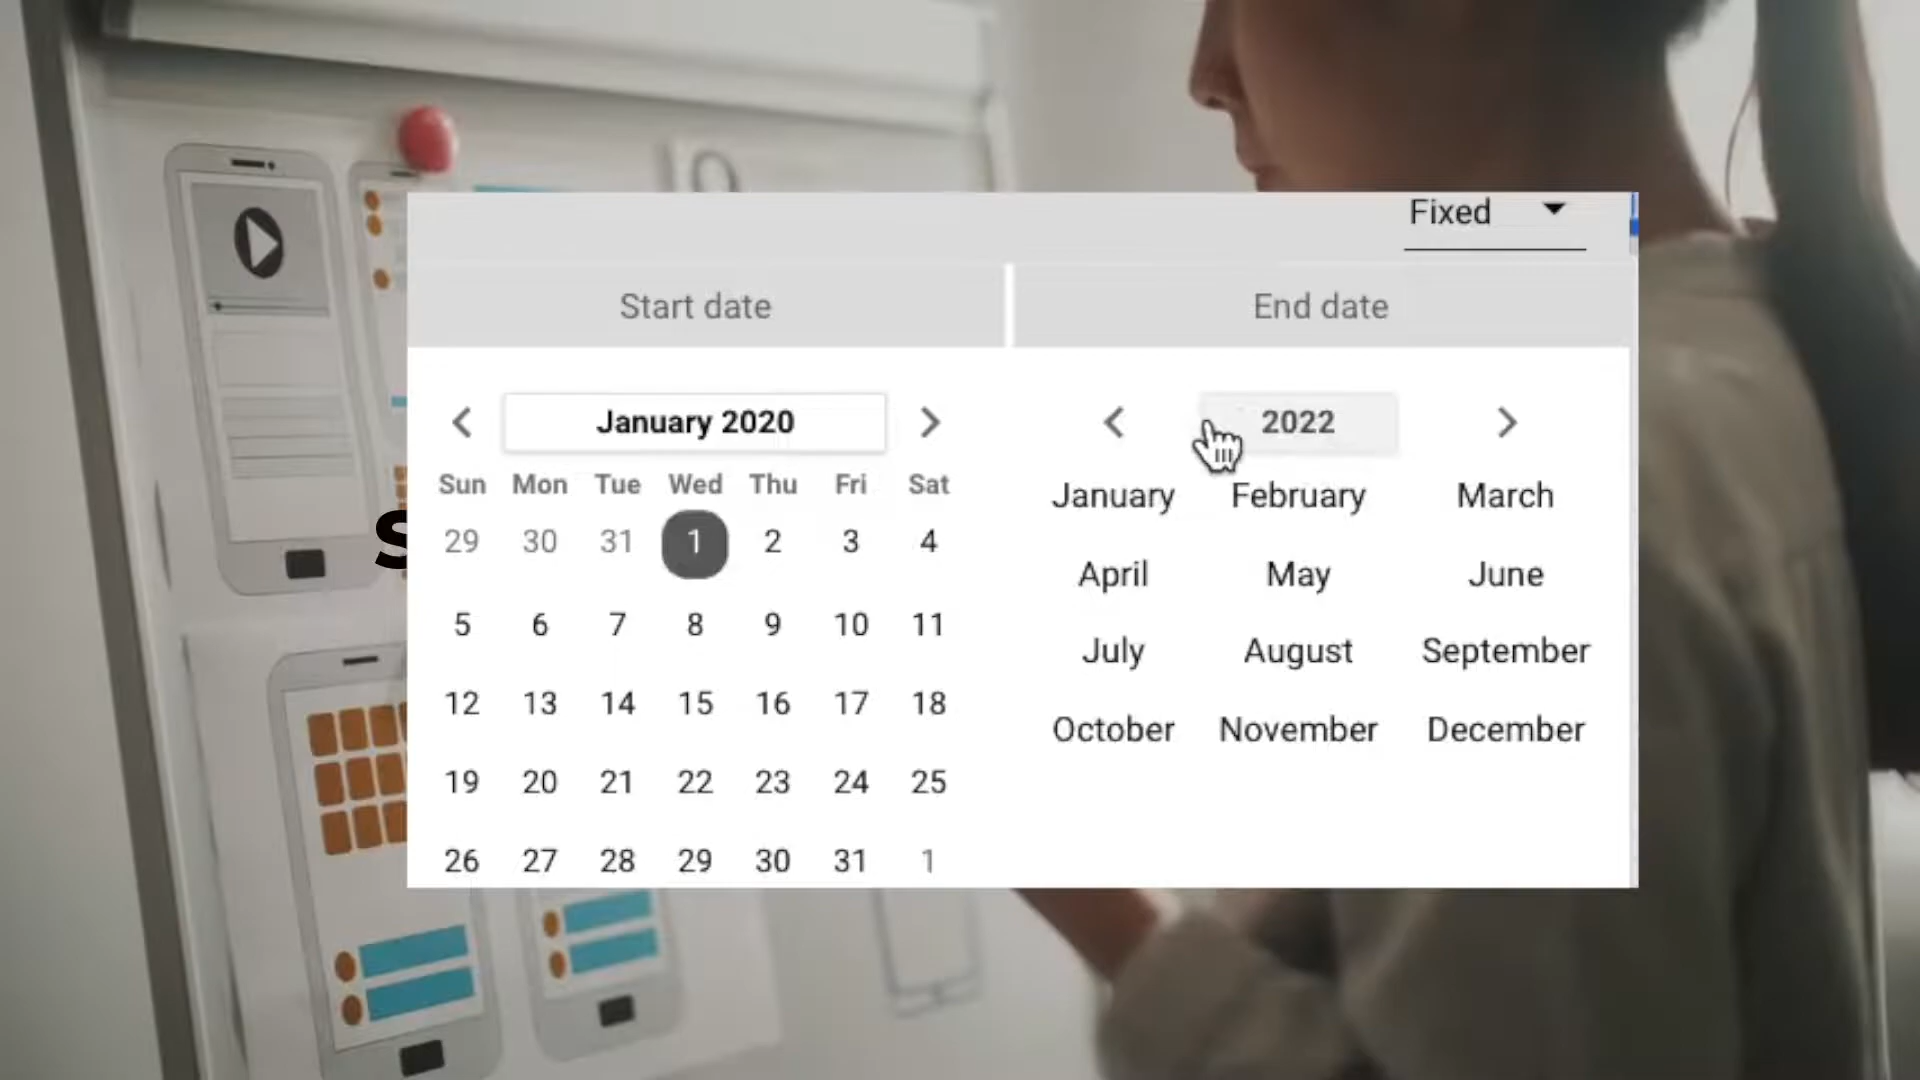 Fixed
Start date
End date
January 2020
Sun Mon Tue Wed Thu Fri Sat
29 30 31 1 2 3 4
5 6 7 8 9 10 11
12 13 14 15 16 17 18
19 20 21 22 23 24 25
26 27 28 29 30 31 1
2022
January February March
April May June
July August September
October November December
S